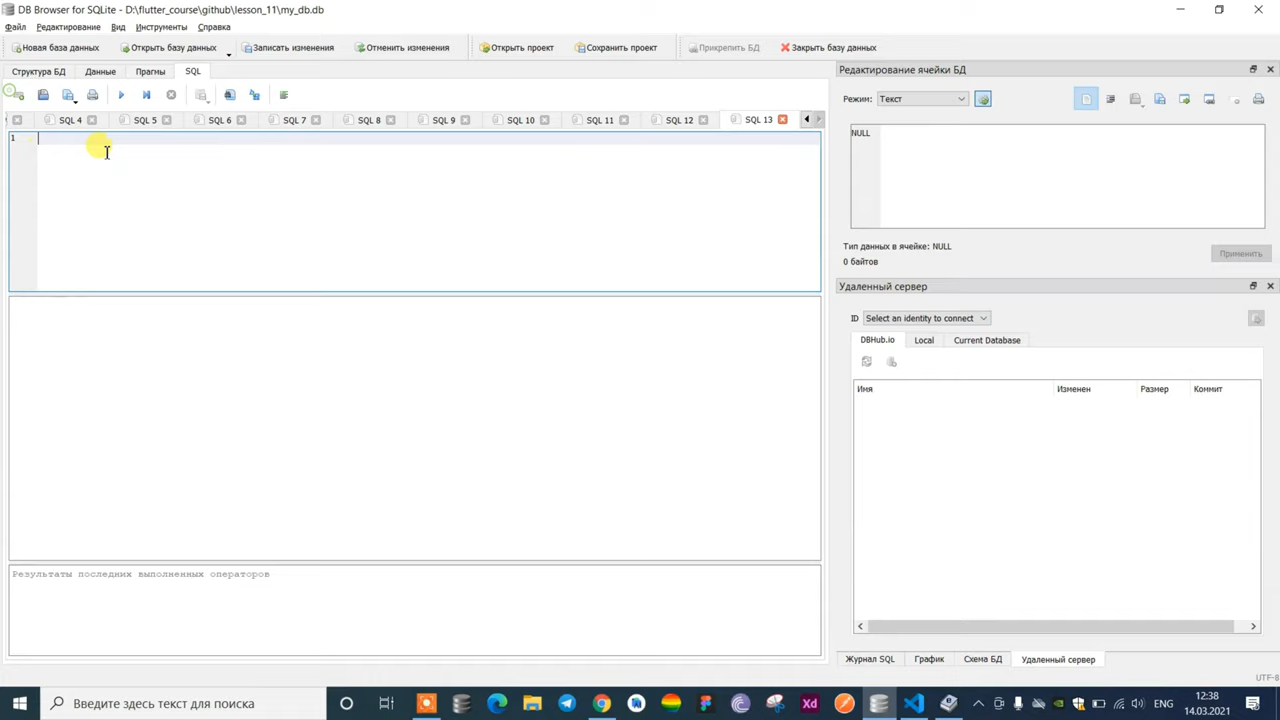 DB Browser for SQLite - D:\flutter_course\github\lesson_11\my_db.db
Файл Редактирование Вид Инструменты Справка
Новая база данных Открыть базу данных Записать изменения Отменить изменения Открыть проект Сохранить проект Прикрепить БД Закрыть базу данных
Структура БД Данные Прагмы SQL
SQL 4 SQL 5 SQL 6 SQL 7 SQL 8 SQL 9 SQL 10 SQL 11 SQL 12 SQL 13
1
Результаты последних выполненных операторов
Редактирование ячейки БД
Режим: Текст
NULL
Тип данных в ячейке: NULL
0 байтов
Применить
Удаленный сервер
ID Select an identity to connect
DBHub.io Local Current Database
Имя Изменен Размер Коммит
Журнал SQL График Схема БД Удаленный сервер
UTF-8
Введите здесь текст для поиска
Xd
ENG
12:38
14.03.2021